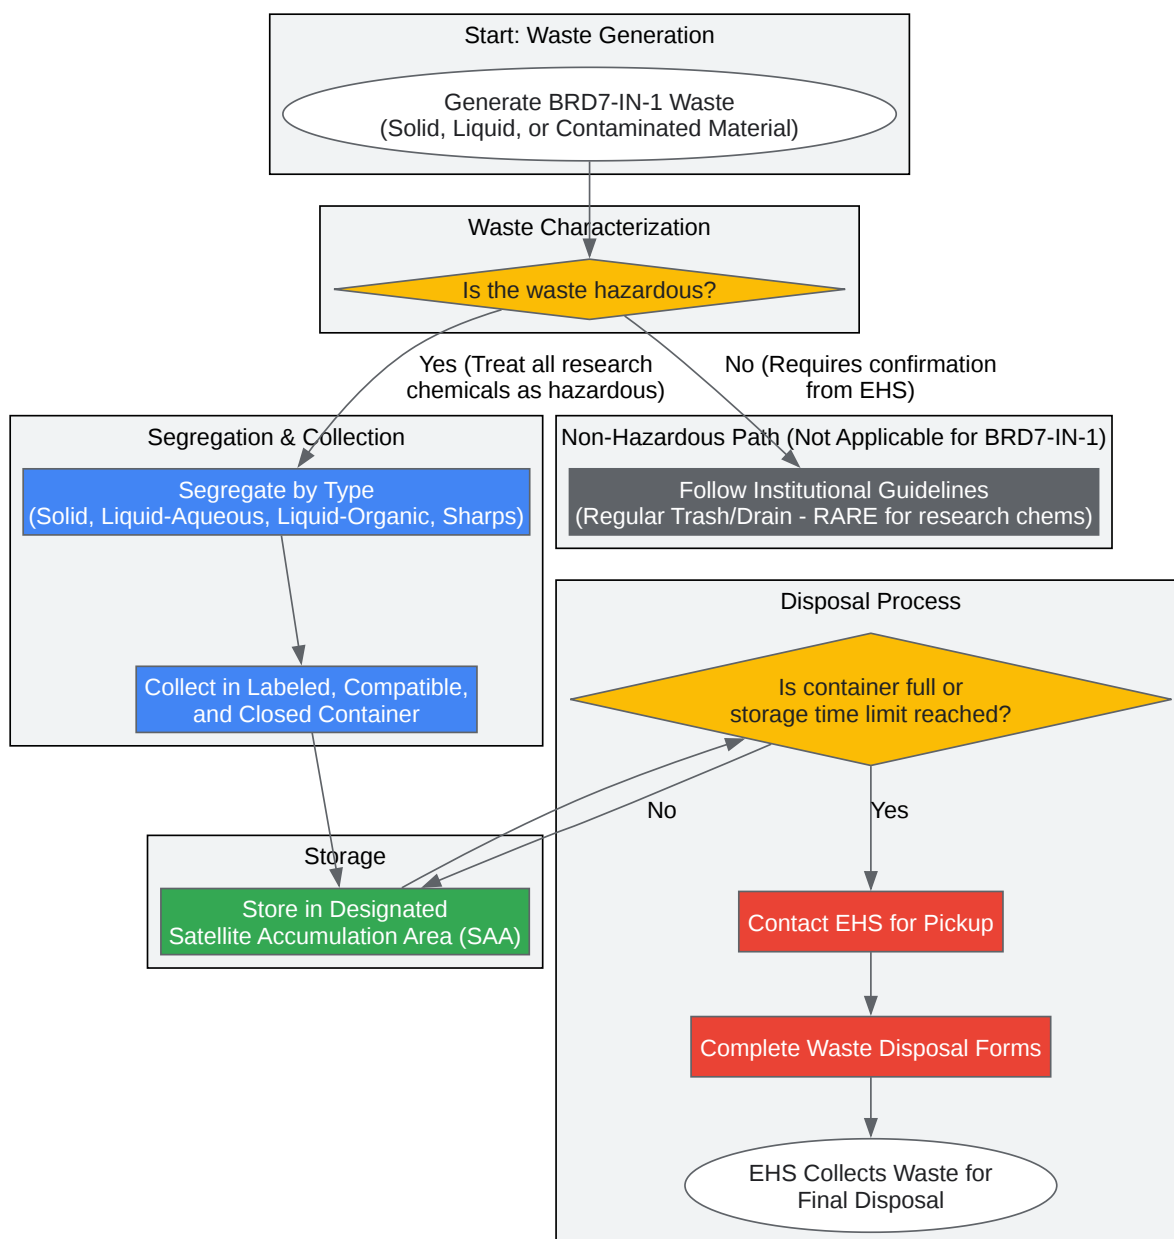 Start: Waste Generation
Generate BRD7-IN-1 Waste
(Solid, Liquid, or Contaminated Material)
Waste Characterization
Is the waste hazardous?
Yes (Treat all research
chemicals as hazardous)
No (Requires confirmation
from EHS)
Segregation & Collection
Segregate by Type
(Solid, Liquid-Aqueous, Liquid-Organic, Sharps)
Collect in Labeled, Compatible,
and Closed Container
Non-Hazardous Path (Not Applicable for BRD7-IN-1)
Follow Institutional Guidelines
(Regular Trash/Drain - RARE for research chems)
Disposal Process
Is container full or
storage time limit reached?
No
Yes
Storage
Store in Designated
Satellite Accumulation Area (SAA)
Contact EHS for Pickup
Complete Waste Disposal Forms
EHS Collects Waste for
Final Disposal